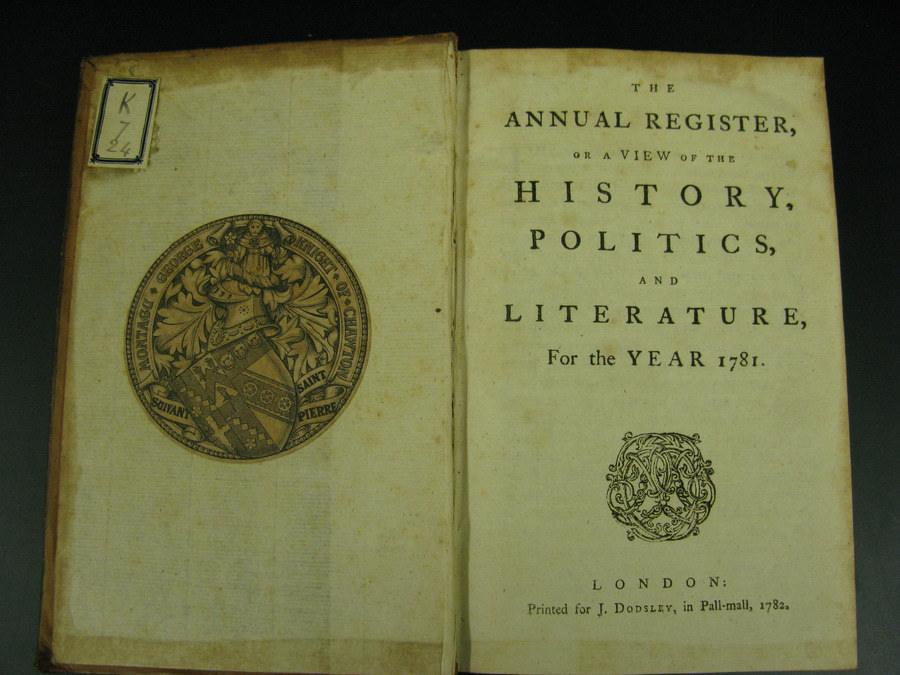 K
7
24
MONTAGU • GEORGE • KNIGHT • OF • CHAWTON
SUIVANT SAINT PIERRE
THE
ANNUAL REGISTER,
OR A VIEW OF THE
HISTORY,
POLITICS,
AND
LITERATURE,
For the YEAR 1781.
LONDON:
Printed for J. DODSLEY, in Pall-mall, 1782.